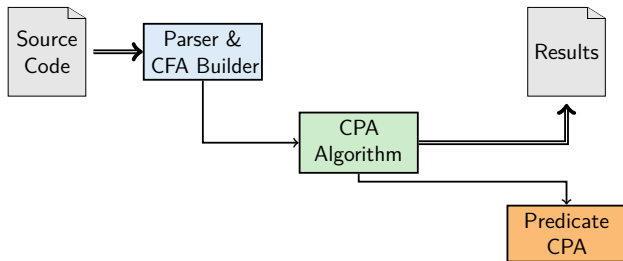 Source
Code
Parser &
CFA Builder
Results
CPA
Algorithm
Predicate
CPA